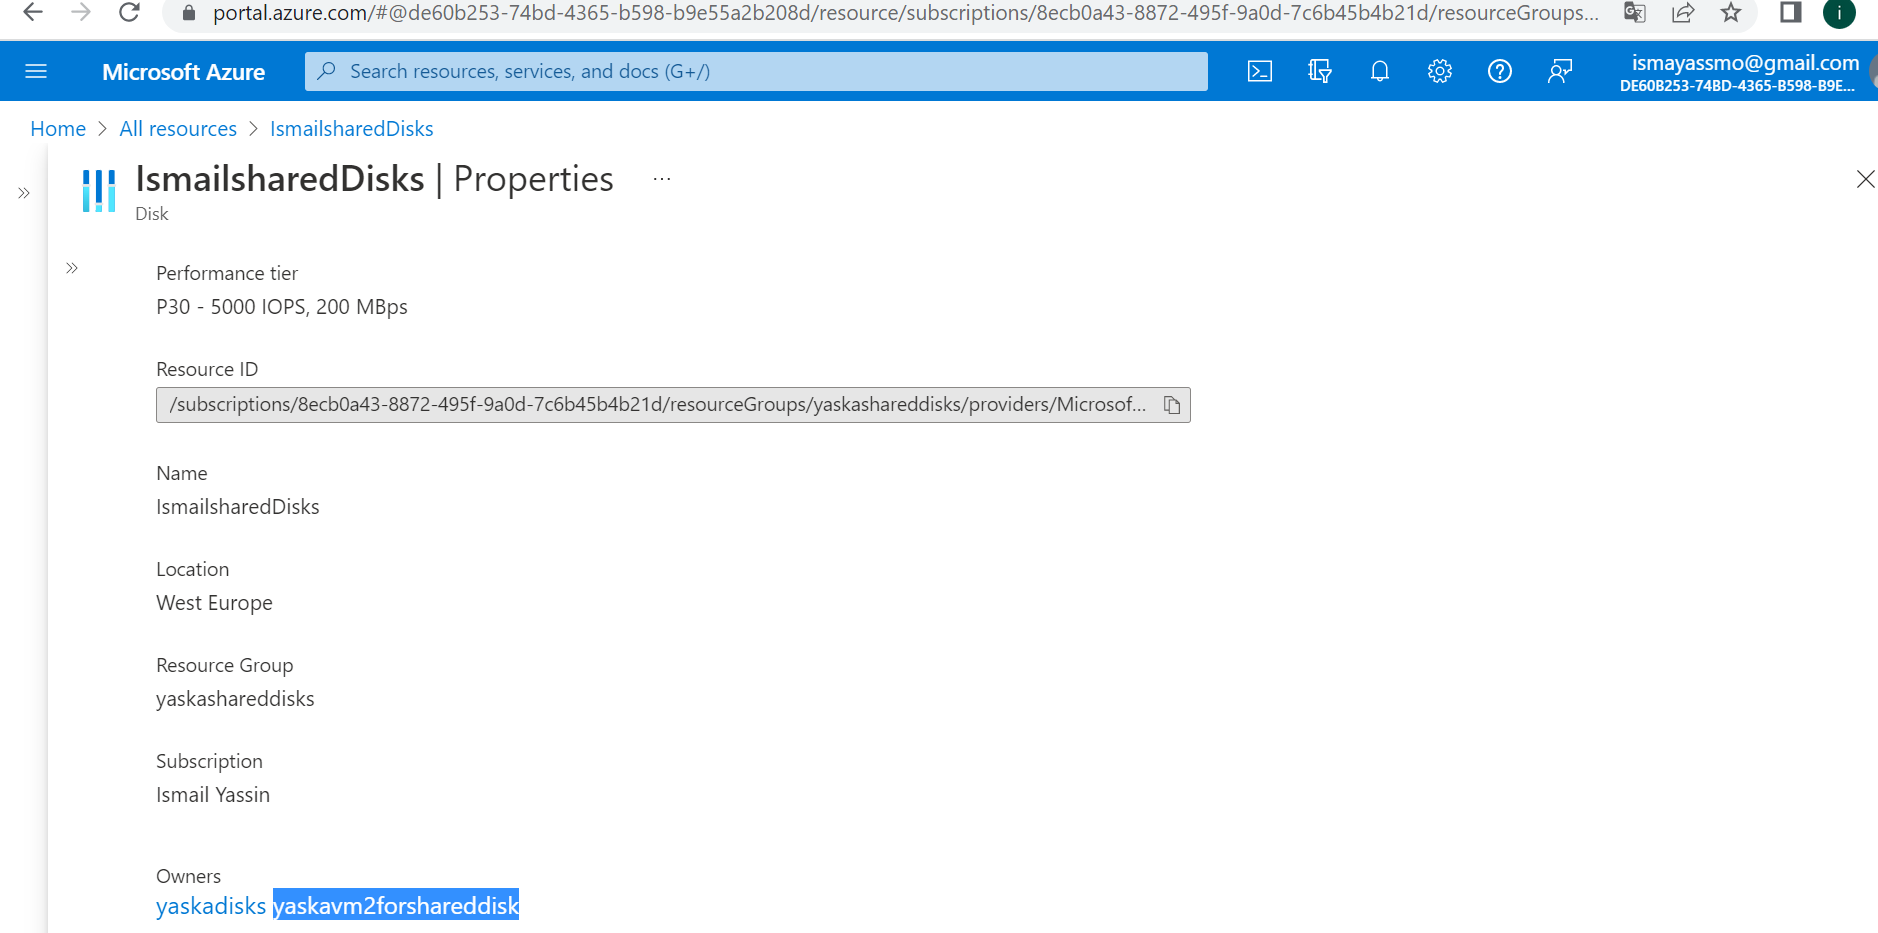 portal.azure.com/#@de60b253-74bd-4365-b598-b9e55a2b208d/resource/subscriptions/8ecb0a43-8872-495f-9a0d-7c6b45b4b21d/resourceGroups...
i
Microsoft Azure
Search resources, services, and docs (G+/)
ismayassmo@gmail.com
DE60B253-74BD-4365-B598-B9E...
Home > All resources > IsmailsharedDisks
IsmailsharedDisks | Properties ...
Disk
Performance tier
P30 - 5000 IOPS, 200 MBps
Resource ID
/subscriptions/8ecb0a43-8872-495f-9a0d-7c6b45b4b21d/resourceGroups/yaskashareddisks/providers/Microsof...
Name
IsmailsharedDisks
Location
West Europe
Resource Group
yaskashareddisks
Subscription
Ismail Yassin
Owners
yaskadisks yaskavm2forshareddisk